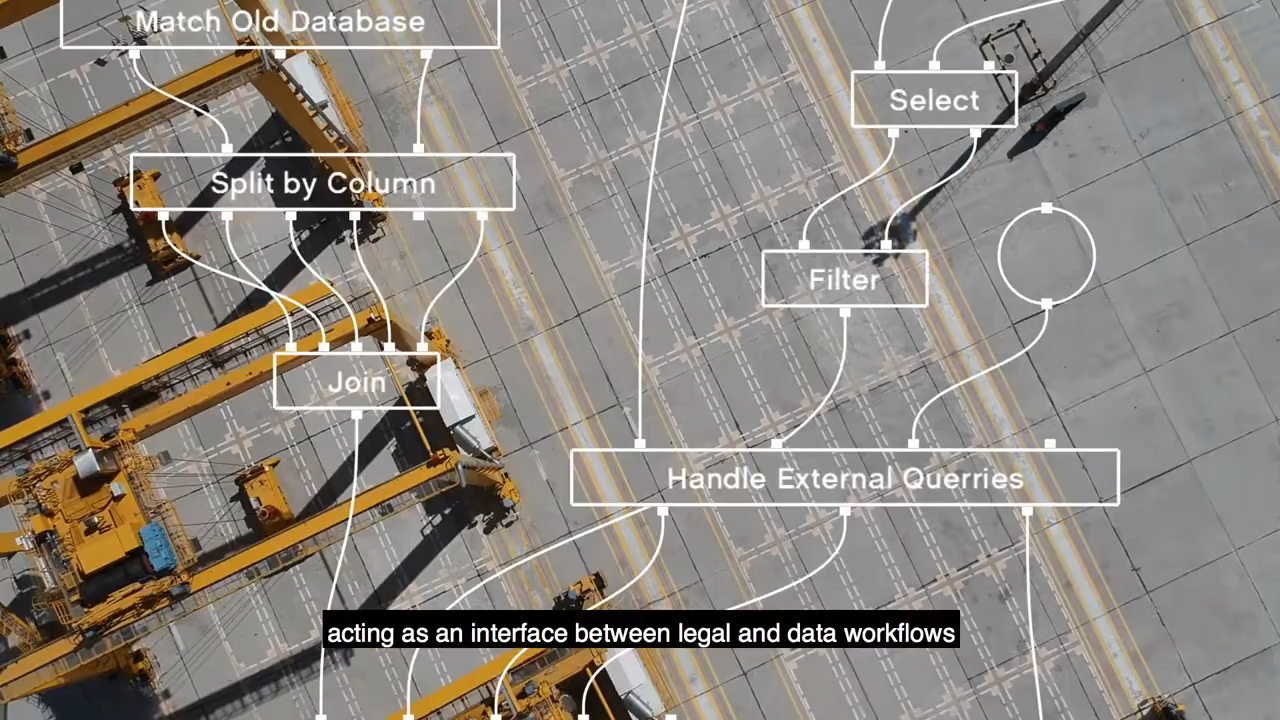 Match Old Database
Select
Split by Column
Filter
Join
Handle External Querries
acting as an interface between legal and data workflows